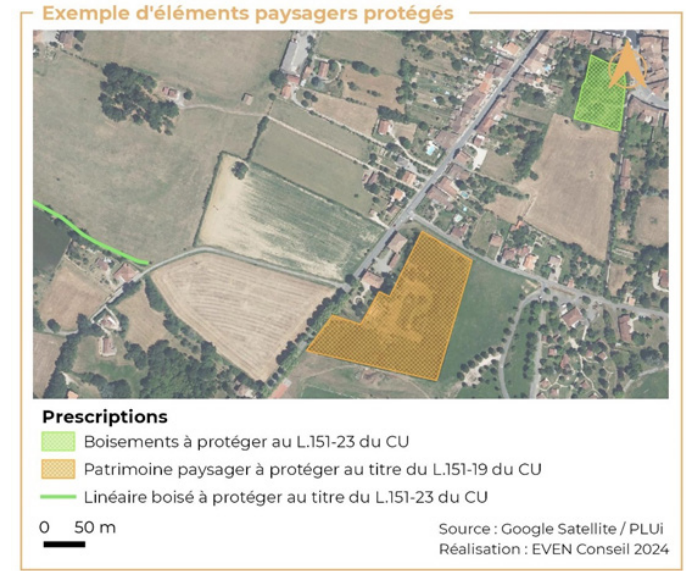 Exemple d'éléments paysagers protégés
Prescriptions
Boisements à protéger au L.151-23 du CU
Patrimoine paysager à protéger au titre du L.151-19 du CU
Linéaire boisé à protéger au titre du L.151-23 du CU
0 50 m
Source : Google Satellite / PLUi
Réalisation : EVEN Conseil 2024